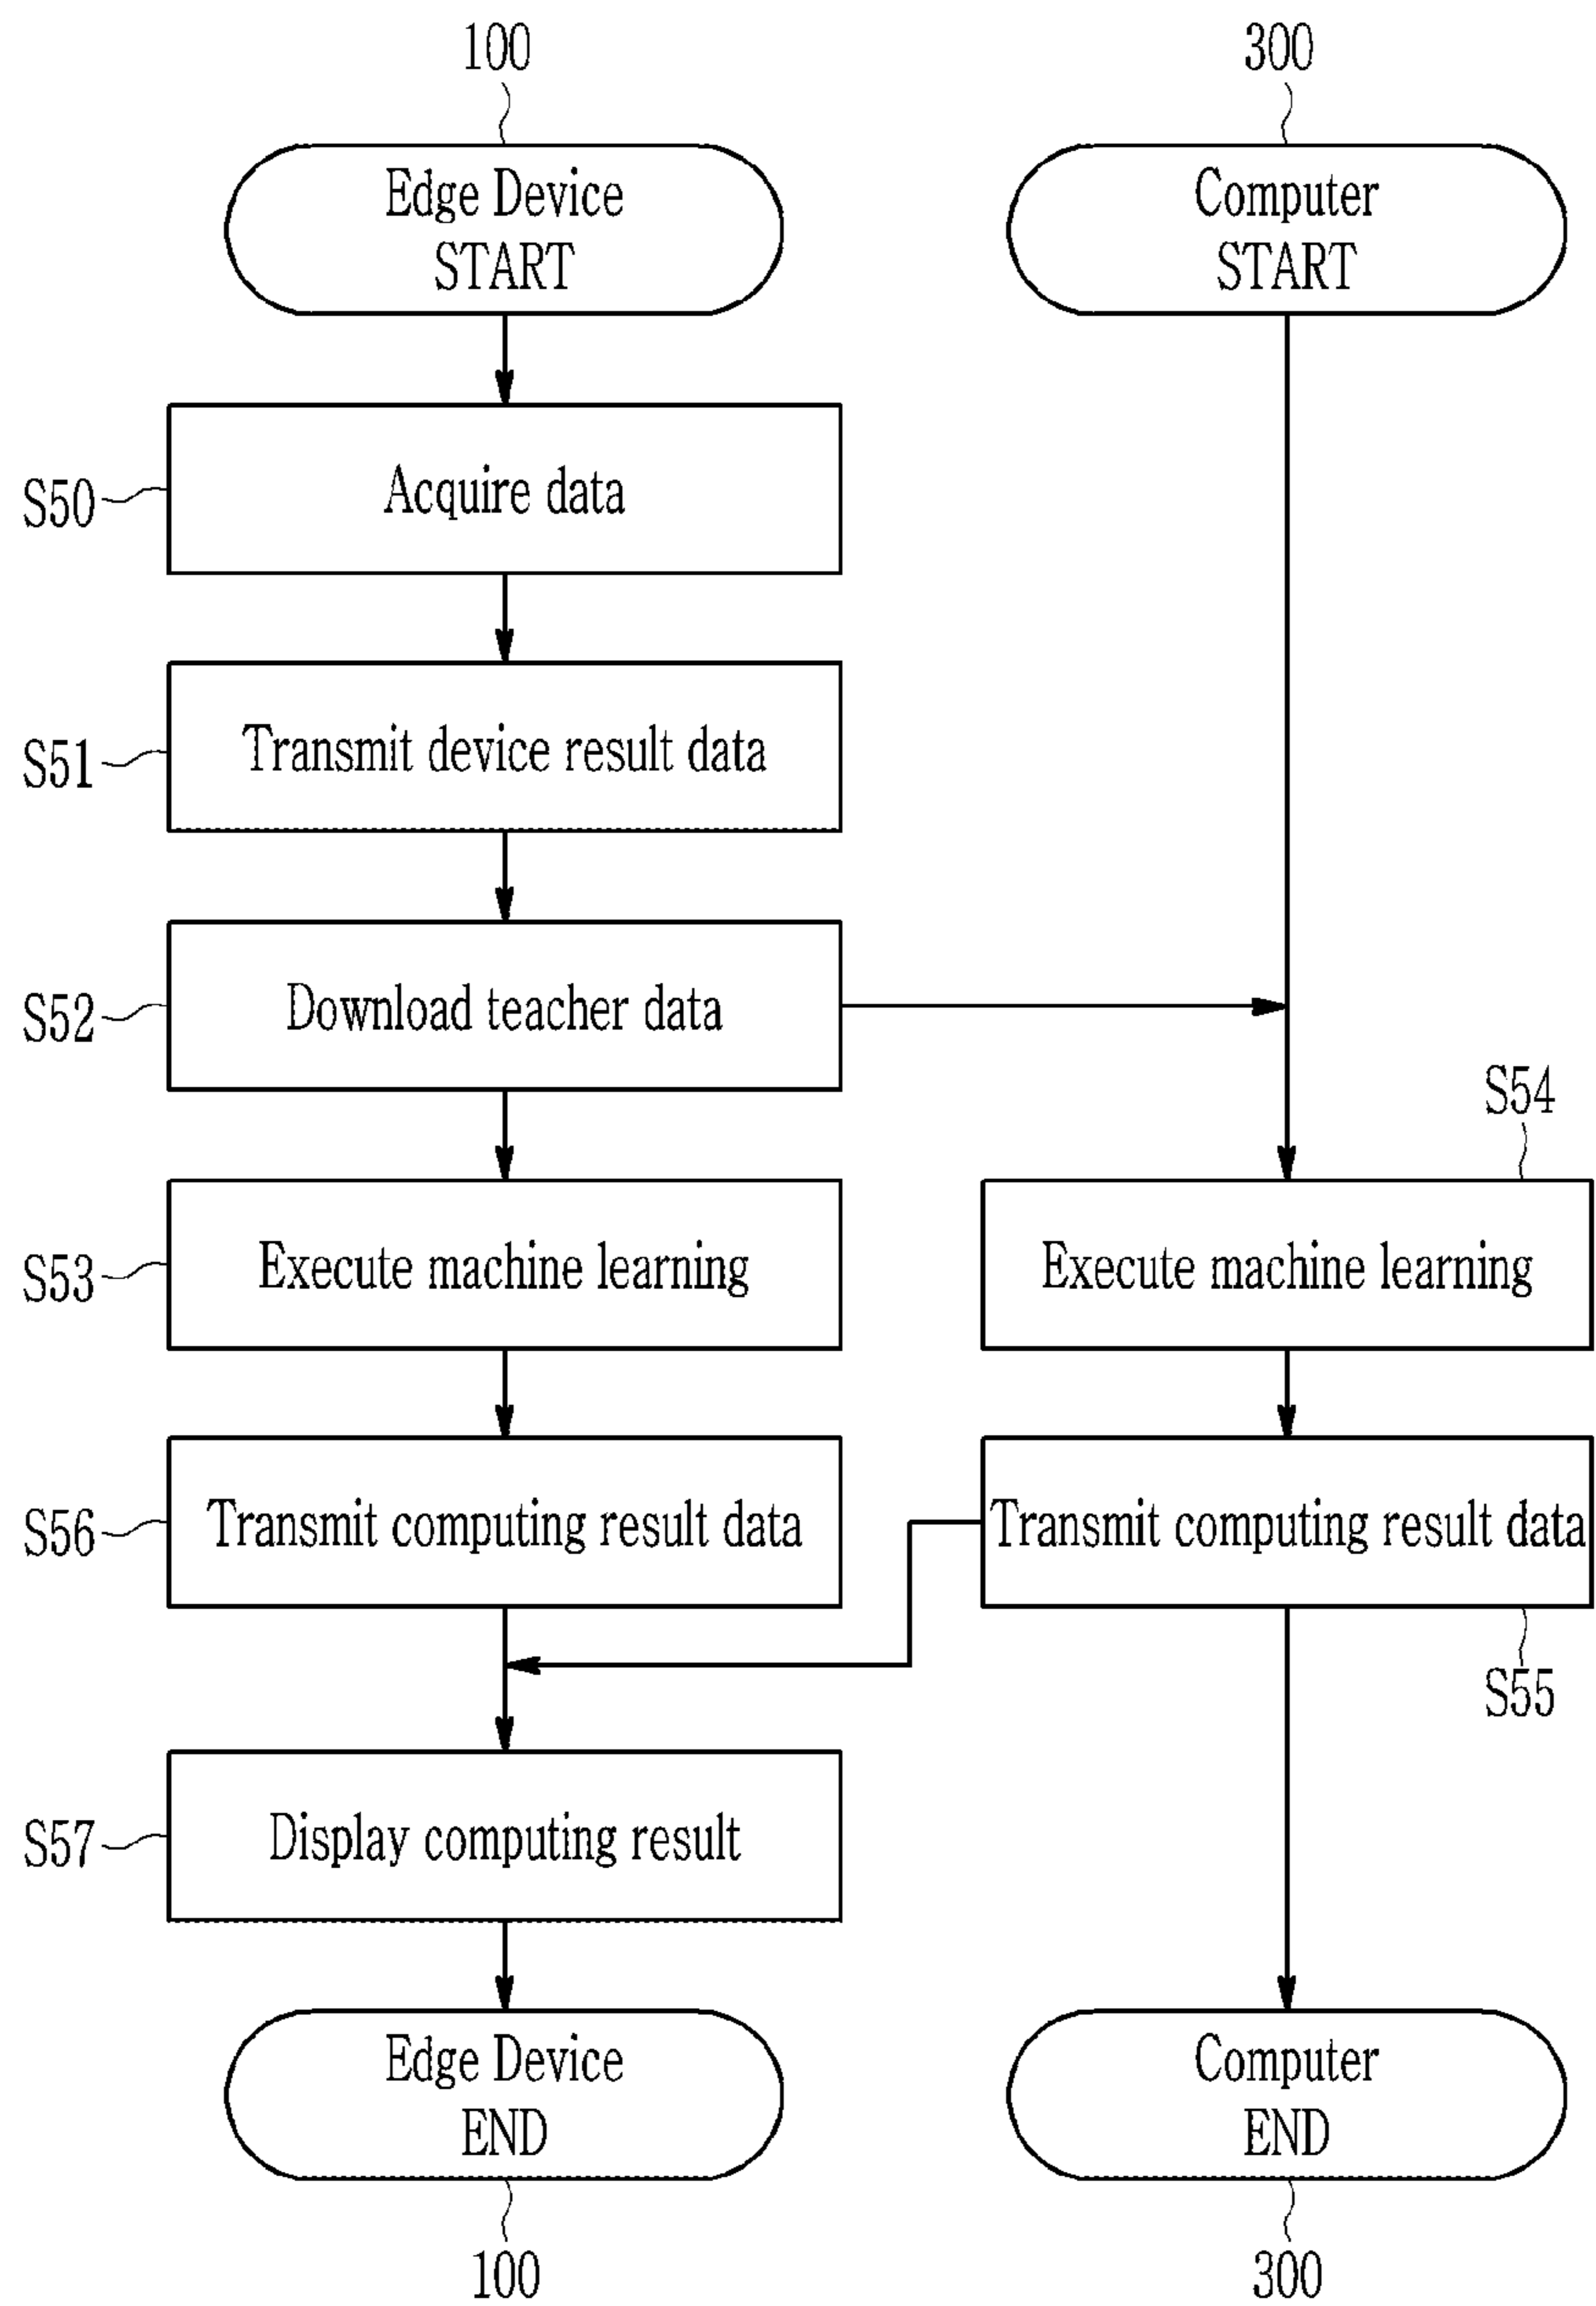 100
300
Edge Device
START
Computer
START
S50
Acquire data
S51
Transmit device result data
S52
Download teacher data
S54
S53
Execute machine learning
Execute machine learning
S56
Transmit computing result data
Transmit computing result data
S55
S57
Display computing result
Edge Device
END
Computer
END
100
300